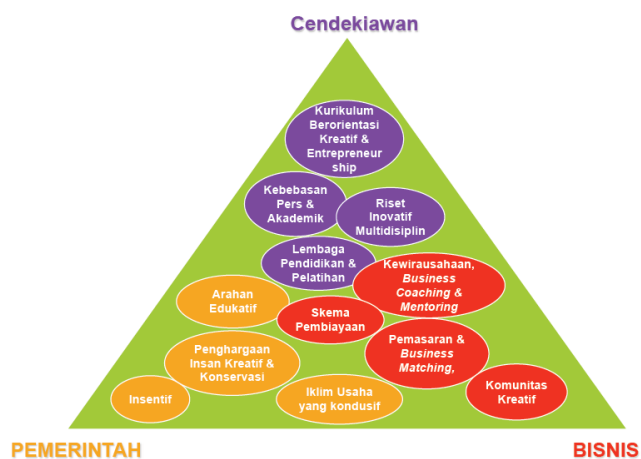 Cendekiawan
Kurikulum
Berorientasi
Kreatif &
Entrepreneur
ship
Kebebasan
Pers &
Akademik
Riset
Inovatif
Multidisiplin
Lembaga
Pendidikan &
Pelatihan
Kewirausahaan,
Business
Coaching &
Mentoring
Arahan
Edukatif
Skema
Pembiayaan
Pemasaran &
Business
Matching,
Penghargaan
Insan Kreatif &
Konservasi
Insentif
Iklim Usaha
yang kondusif
Komunitas
Kreatif
PEMERINTAH
BISNIS